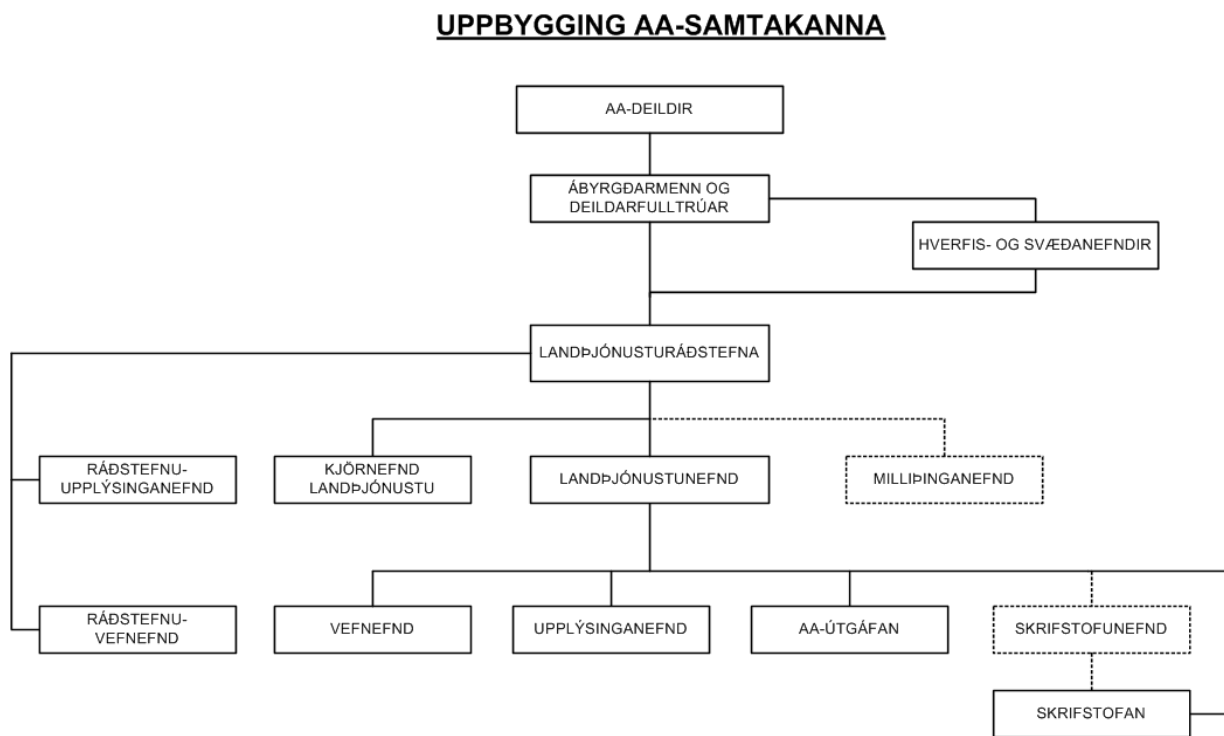 UPPBYGGING AA-SAMTAKANNA
AA-DEILDIR
ÁBYRGÐARMENN OG
DEILDARFULLTRÚAR
HVERFIS- OG SVÆÐANEFNDIR
LANDÞJÓNUSTURÁÐSTEFNA
RÁÐSTEFNU-
UPPLÝSINGANEFND
KJÖRNEFND
LANDÞJÓNUSTU
LANDÞJÓNUSTUNEFND
MILLIÞINGANEFND
RÁÐSTEFNU-
VEFNEFND
VEFNEFND
UPPLÝSINGANEFND
AA-ÚTGÁFAN
SKRIFSTOFUNEFND
SKRIFSTOFAN